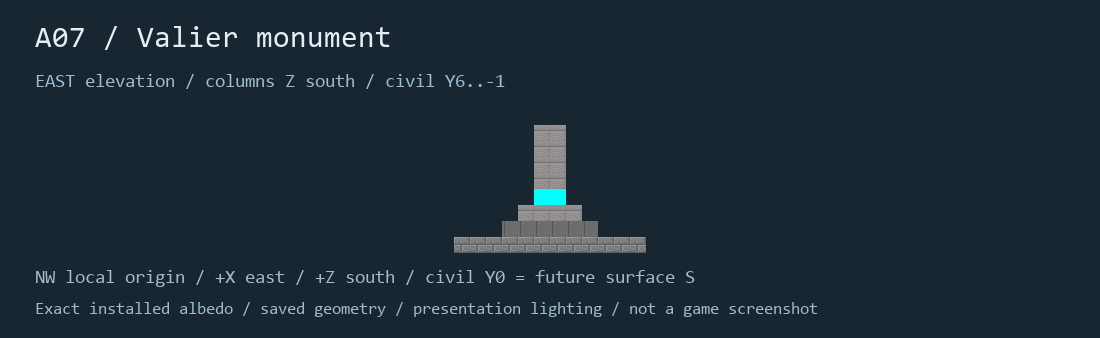 A07 / Valier monument
EAST elevation / columns Z south / civil Y6..-1
NW local origin / +X east / +Z south / civil Y0 = future surface S
Exact installed albedo / saved geometry / presentation lighting / not a game screenshot